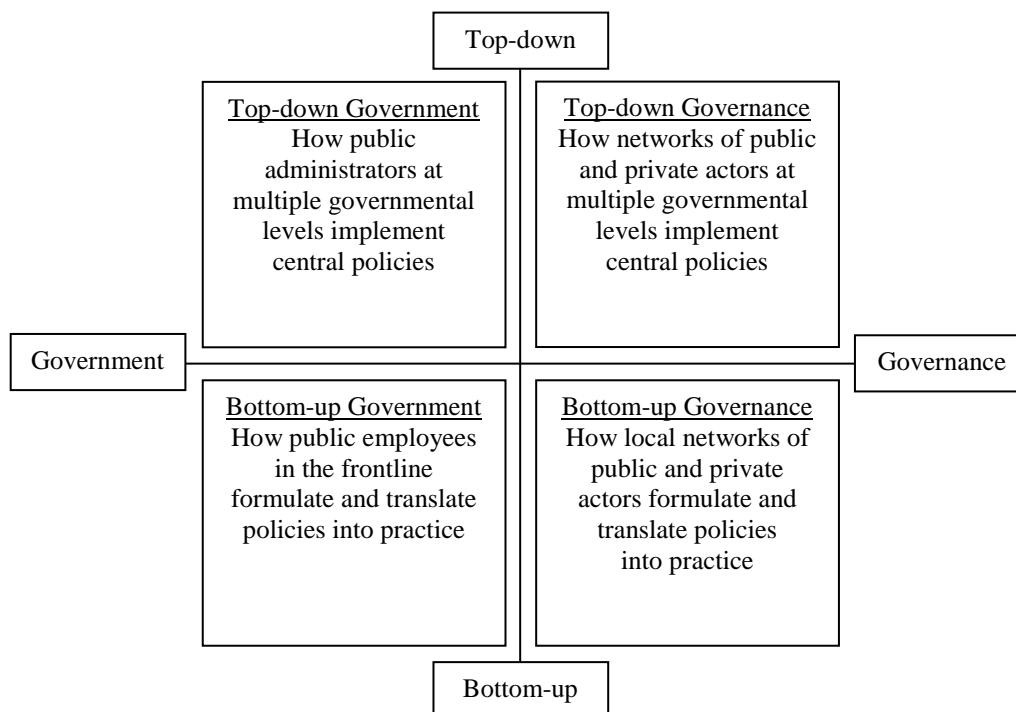 Top-down
Top-down Government
How public
administrators at
multiple governmental
levels implement
central policies
Top-down Governance
How networks of public
and private actors at
multiple governmental
levels implement
central policies
Government
Governance
Bottom-up Government
How public employees
in the frontline
formulate and translate
policies into practice
Bottom-up Governance
How local networks of
public and private
actors formulate and
translate policies
into practice
Bottom-up